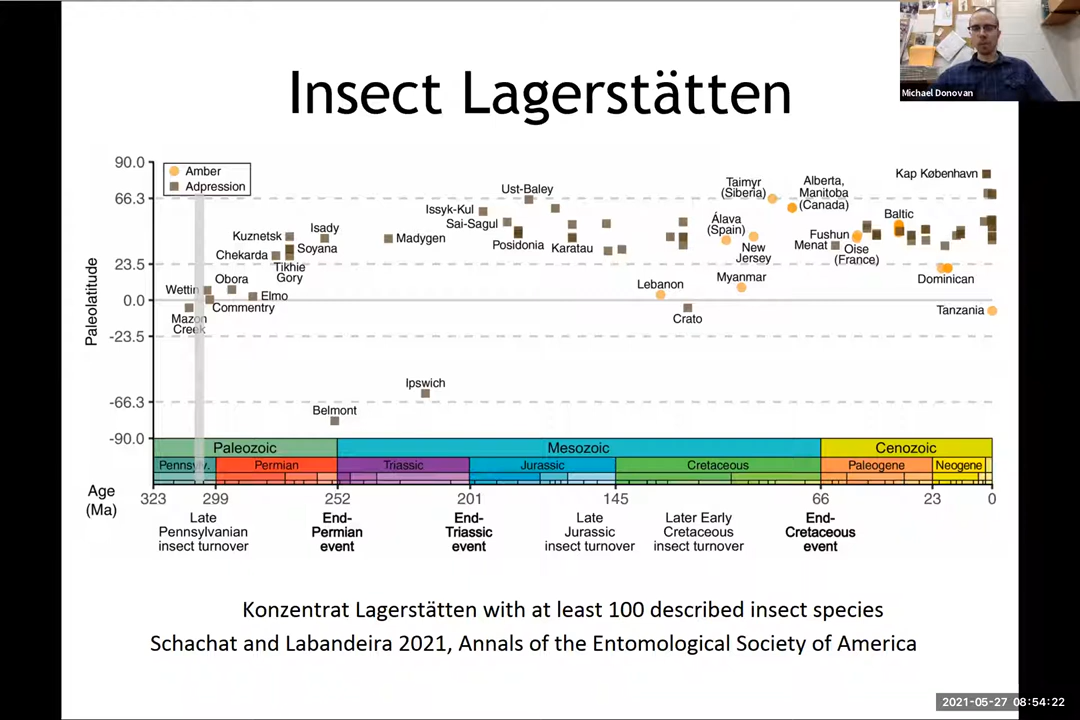 Michael Donovan
Insect Lagerstätten
90.0
66.3
23.5
0.0
-23.5
-66.3
-90.0
Paleolatitude
Amber
Adpression
Wettin
Mazon
Creek
Obora
Commentry
Elmo
Chekarda
Kuznetsk
Tikhie
Gory
Soyana
Isady
Belmont
Madygen
Ipswich
Issyk-Kul
Sai-Sagul
Posidonia
Ust-Baley
Karatau
Lebanon
Crato
Álava
(Spain)
Myanmar
New
Jersey
Taimyr
(Siberia)
Alberta,
Manitoba
(Canada)
Menat
Fushun
Oise
(France)
Baltic
Dominican
Kap København
Tanzania
Paleozoic
Mesozoic
Cenozoic
Pennsylv.
Permian
Triassic
Jurassic
Cretaceous
Paleogene
Neogene
Age
(Ma)
323
299
252
201
145
66
23
0
Late
Pennsylvanian
insect turnover
End-
Permian
event
End-
Triassic
event
Late
Jurassic
insect turnover
Later Early
Cretaceous
insect turnover
End-
Cretaceous
event
Konzentrat Lagerstätten with at least 100 described insect species
Schachat and Labandeira 2021, Annals of the Entomological Society of America
2021-05-27 08:54:22